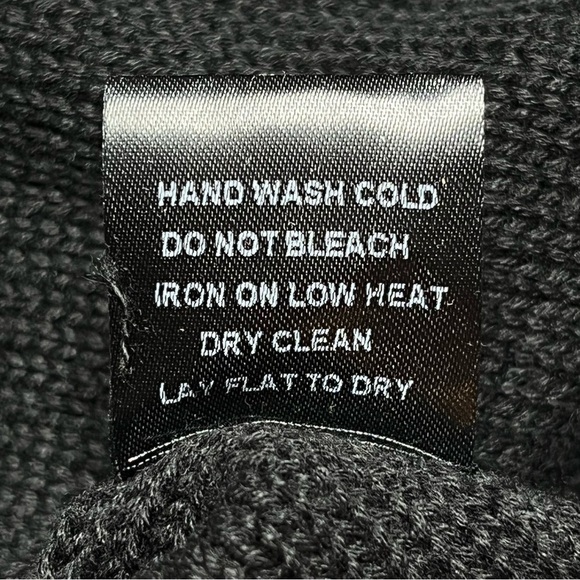 HAND WASH COLD
DO NOT BLEACH
IRON ON LOW HEAT
DRY CLEAN
LAY FLAT TO DRY